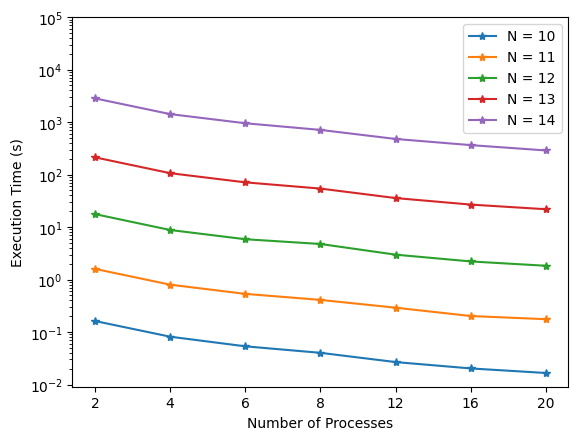 10^5
10^4
10^3
10^2
10^1
10^0
10^−1
10^−2
Execution Time (s)
N = 10
N = 11
N = 12
N = 13
N = 14
2 4 6 8 12 16 20
Number of Processes